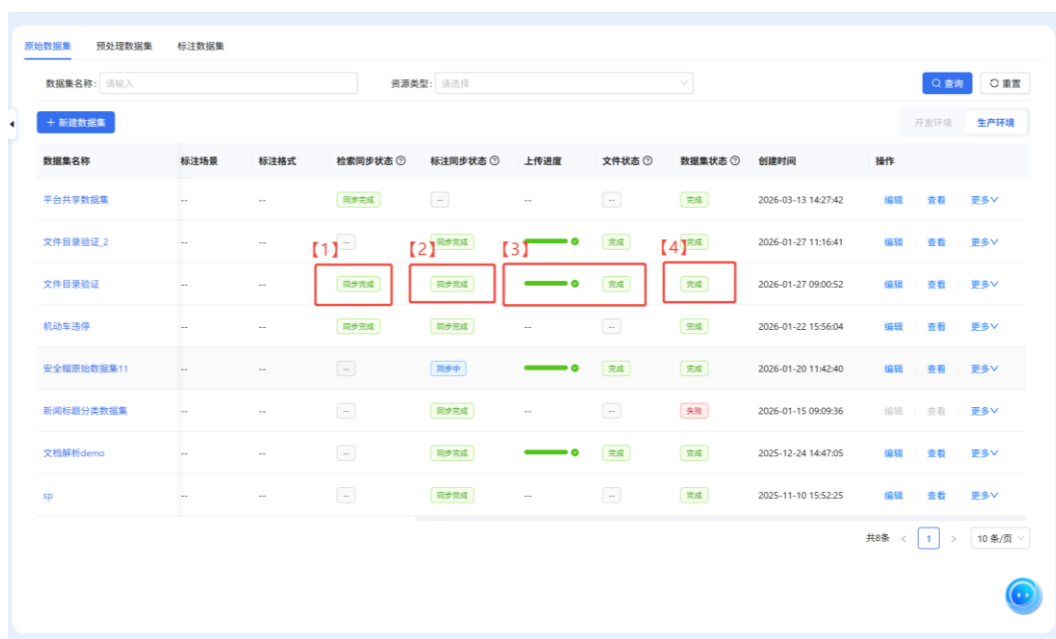 原始数据集 预处理数据集 标注数据集
数据集名称: 请输入 资源类型: 请选择 查询 重置
+ 新建数据集 开发环境 生产环境
数据集名称 标注场景 标注格式 检索同步状态 标注同步状态 上传进度 文件状态 数据集状态 创建时间 操作
平台共享数据集 -- -- 同步完成 -- -- -- 完成 2026-03-13 14:27:42 编辑 查看 更多
文件目录验证_2 -- -- -- 同步完成 完成 完成 2026-01-27 11:16:41 编辑 查看 更多
【1】 【2】 【3】 【4】
文件目录验证 -- -- 同步完成 同步完成 完成 完成 2026-01-27 09:00:52 编辑 查看 更多
机动车违停 -- -- 同步完成 同步完成 -- -- 完成 2026-01-22 15:56:04 编辑 查看 更多
安全帽原始数据集11 -- -- -- 同步中 完成 完成 2026-01-20 11:42:40 编辑 查看 更多
新闻标题分类数据集 -- -- -- 同步完成 -- -- 失败 2026-01-15 09:09:36 编辑 查看 更多
文档解析demo -- -- -- 同步完成 完成 完成 2025-12-24 14:47:05 编辑 查看 更多
sp -- -- -- 同步完成 -- -- 完成 2025-11-10 15:52:25 编辑 查看 更多
共8条 < 1 > 10 条/页